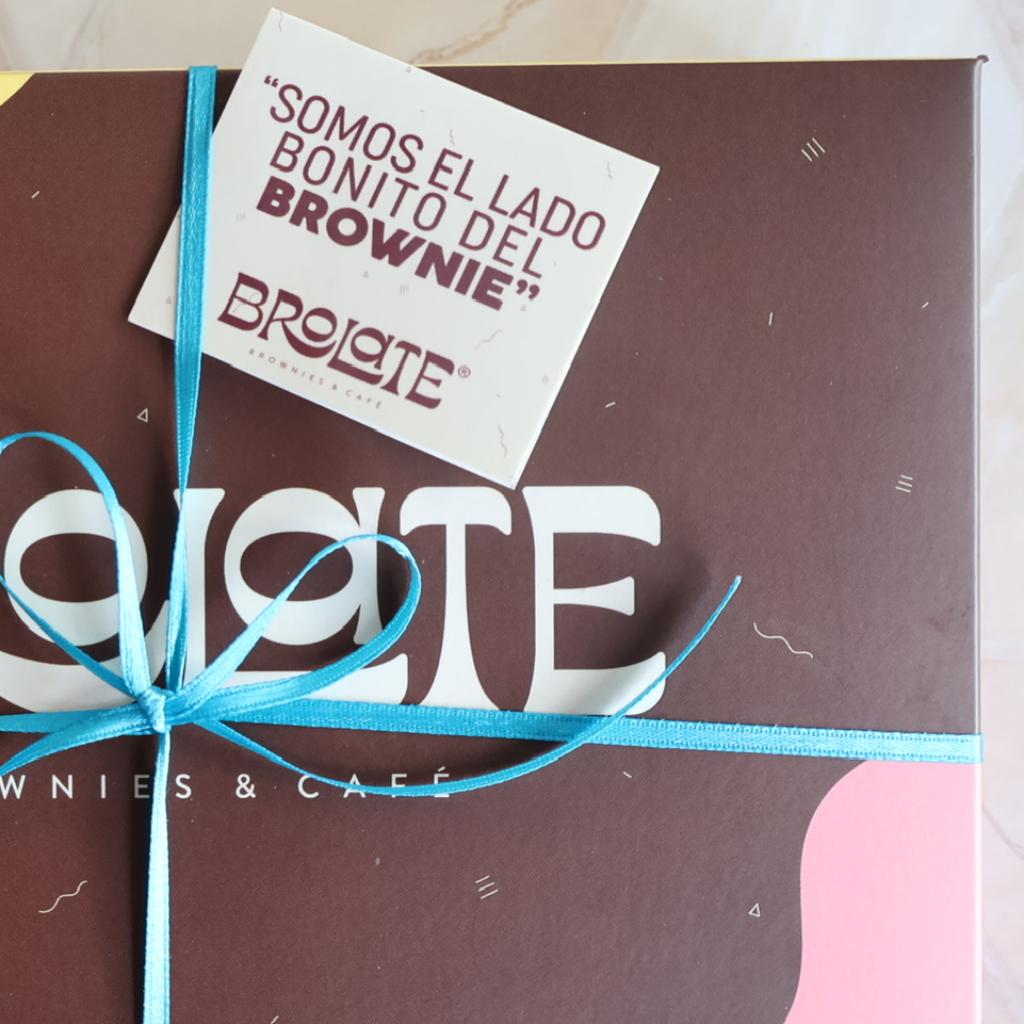 “SOMOS EL LADO
BONITO DEL
BROWNIE”
BROLATE®
BROWNIES & CAFÉ
OLATE
WNIES & CAFÉ